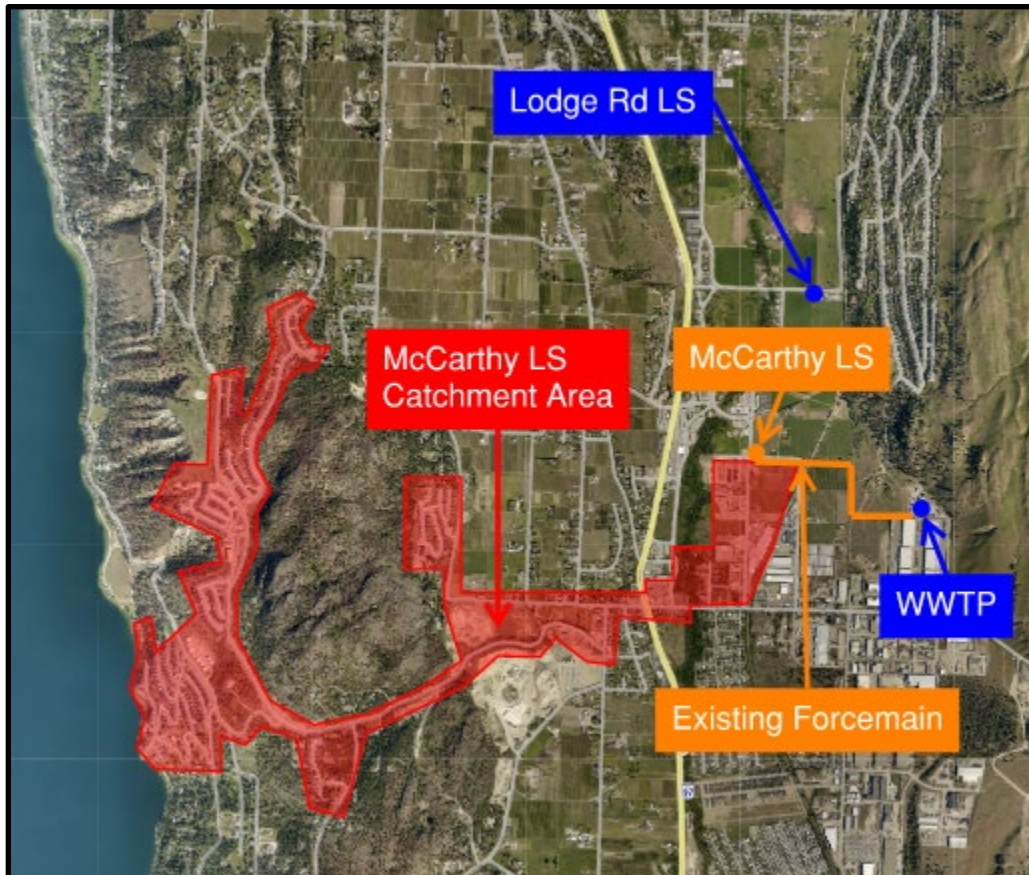 Lodge Rd LS
McCarthy LS
Catchment Area
McCarthy LS
WWTP
Existing Forcemain